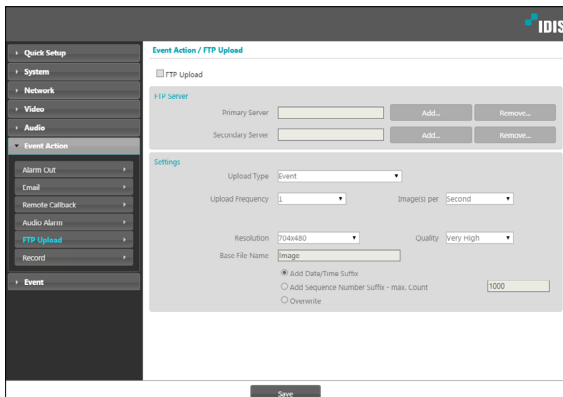 IDIS
Quick Setup
System
Network
Video
Audio
Event Action
Alarm Out
Email
Remote Callback
Audio Alarm
FTP Upload
Record
Event
Event Action / FTP Upload
FTP Upload
FTP Server
Primary Server Add... Remove...
Secondary Server Add... Remove...
Settings
Upload Type Event
Upload Frequency 1 Image(s) per Second
Resolution 704x480 Quality Very High
Base File Name Image
Add Date/Time Suffix
Add Sequence Number Suffix - max. Count 1000
Overwrite
Save